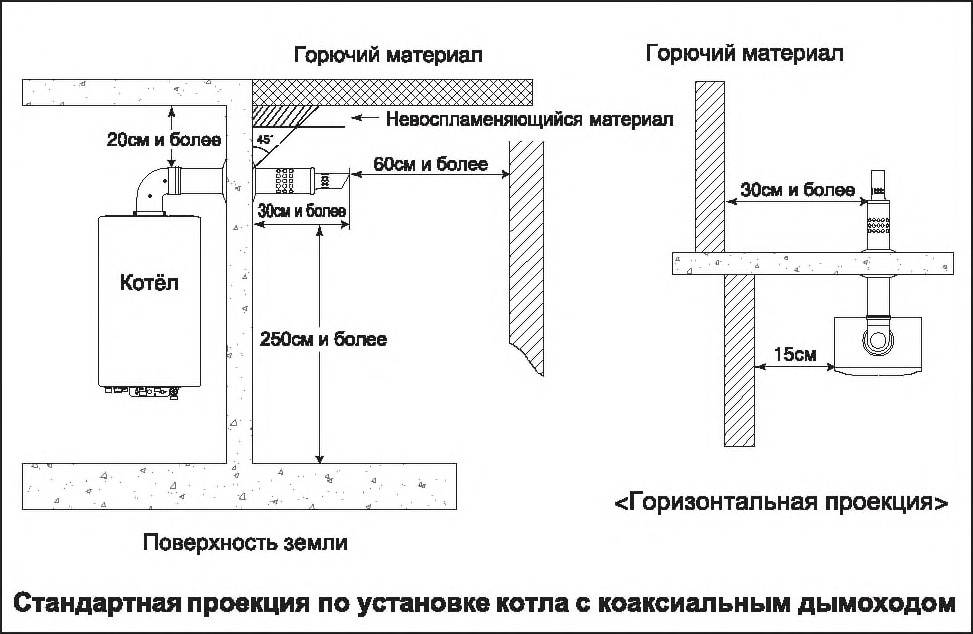 Горючий материал
Горючий материал
Невоспламеняющийся материал
20см и более
45°
60см и более
30см и более
30см и более
Котёл
250см и более
15см
<Горизонтальная проекция>
Поверхность земли
Стандартная проекция по установке котла с коаксиальным дымоходом